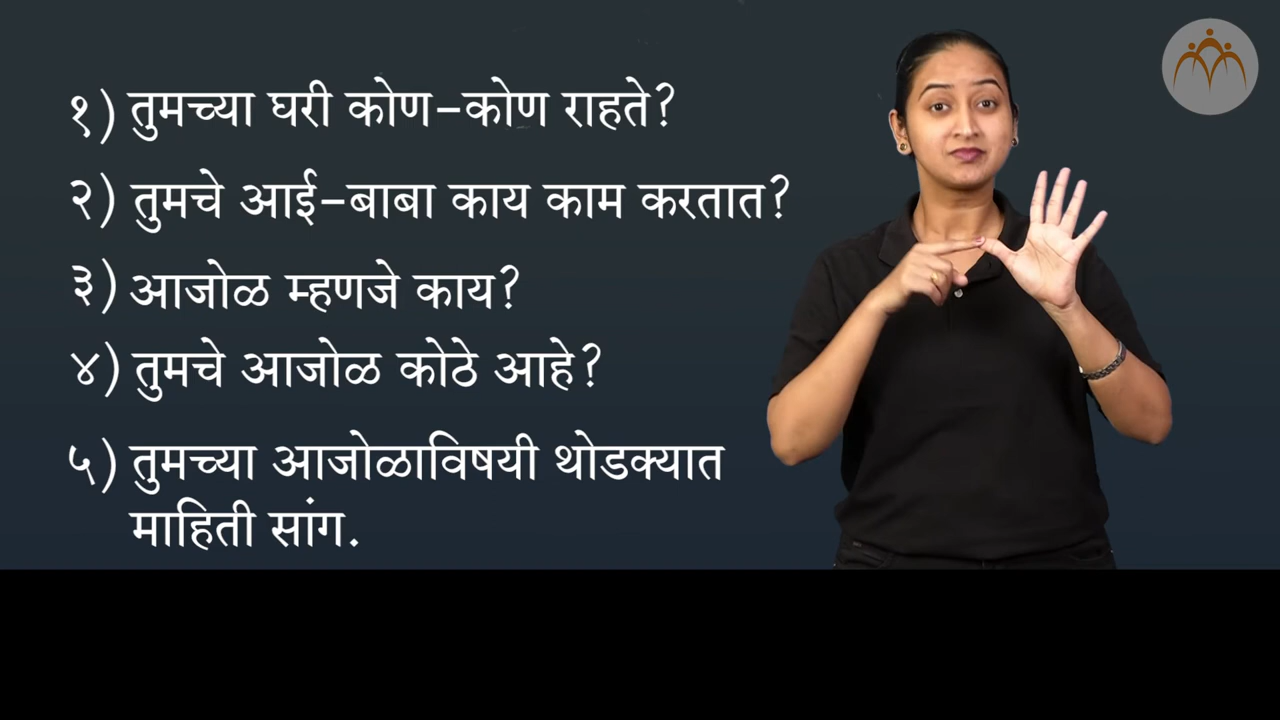 १) तुमच्या घरी कोण-कोण राहते?
२) तुमचे आई-बाबा काय काम करतात?
३) आजोळ म्हणजे काय?
४) तुमचे आजोळ कोठे आहे?
५) तुमच्या आजोळाविषयी थोडक्यात
माहिती सांग.